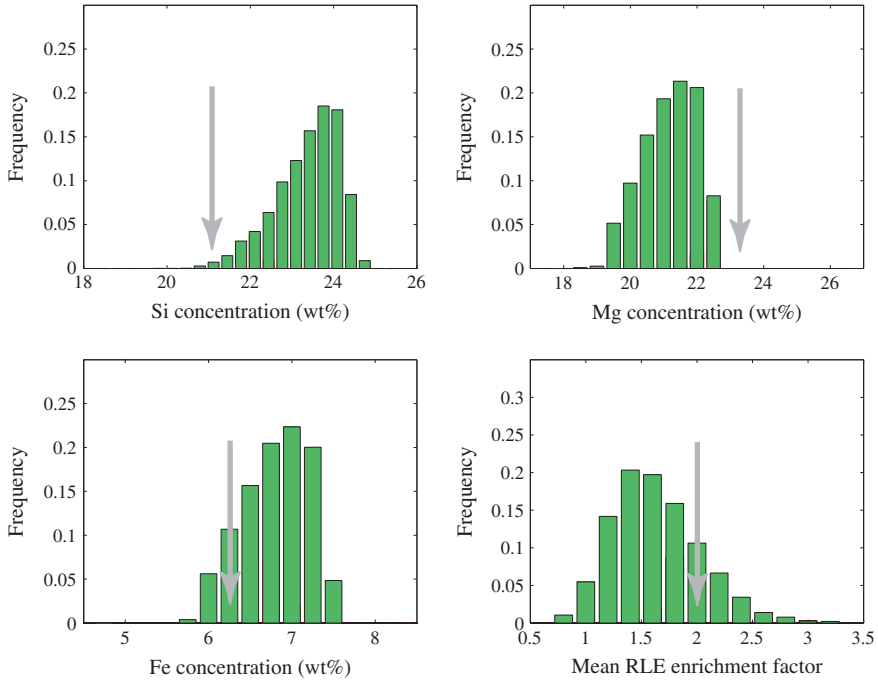 0.25
0.2
0.15
0.1
0.05
0
Frequency
18 20 22 24 26
Si concentration (wt%)
0.25
0.2
0.15
0.1
0.05
0
Frequency
18 20 22 24 26
Mg concentration (wt%)
0.25
0.2
0.15
0.1
0.05
0
Frequency
5 6 7 8
Fe concentration (wt%)
0.3
0.25
0.2
0.15
0.1
0.05
0
Frequency
0.5 1 1.5 2 2.5 3 3.5
Mean RLE enrichment factor